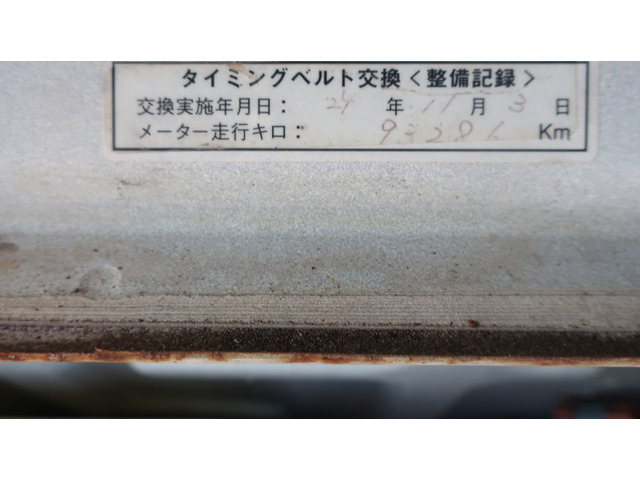 タイミングベルト交換<整備記録>
交換実施年月日: 24 年 11 月 3 日
メーター走行キロ: 93281 Km